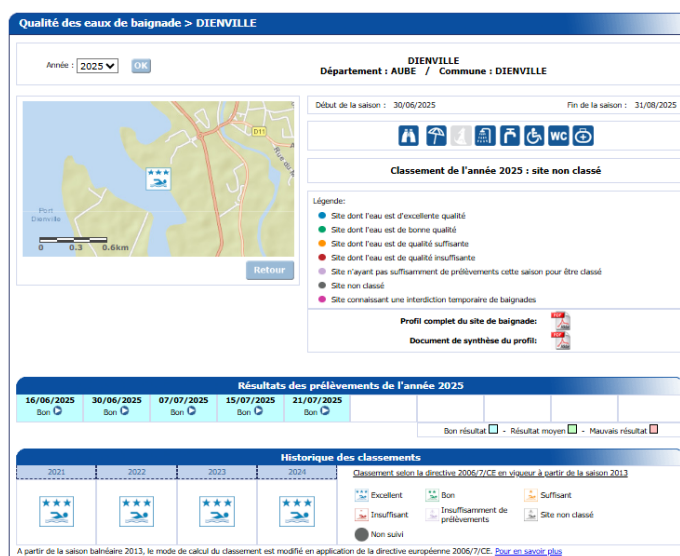 Qualité des eaux de baignade > DIENVILLE
Année : 2025 OK
DIENVILLE
Département : AUBE / Commune : DIENVILLE
Début de la saison : 30/06/2025 Fin de la saison : 31/08/2025
D11
Port
Dienville
0 0.3 0.6km
Retour
WC
Classement de l'année 2025 : site non classé
Légende:
Site dont l'eau est d'excellente qualité
Site dont l'eau est de bonne qualité
Site dont l'eau est de qualité suffisante
Site dont l'eau est de qualité insuffisante
Site n'ayant pas suffisamment de prélèvements cette saison pour être classé
Site non classé
Site connaissant une interdiction temporaire de baignades
Profil complet du site de baignade:
Document de synthèse du profil:
Résultats des prélèvements de l'année 2025
16/06/2025 30/06/2025 07/07/2025 15/07/2025 21/07/2025
Bon Bon Bon Bon Bon
Bon résultat - Résultat moyen - Mauvais résultat
Historique des classements
2021 2022 2023 2024
Classement selon la directive 2006/7/CE en vigueur à partir de la saison 2013
Excellent Bon Suffisant
Insuffisant Insuffisamment de prélèvements Site non classé
Non suivi
A partir de la saison balnéaire 2013, le mode de calcul du classement est modifié en application de la directive européenne 2006/7/CE. Pour en savoir plus